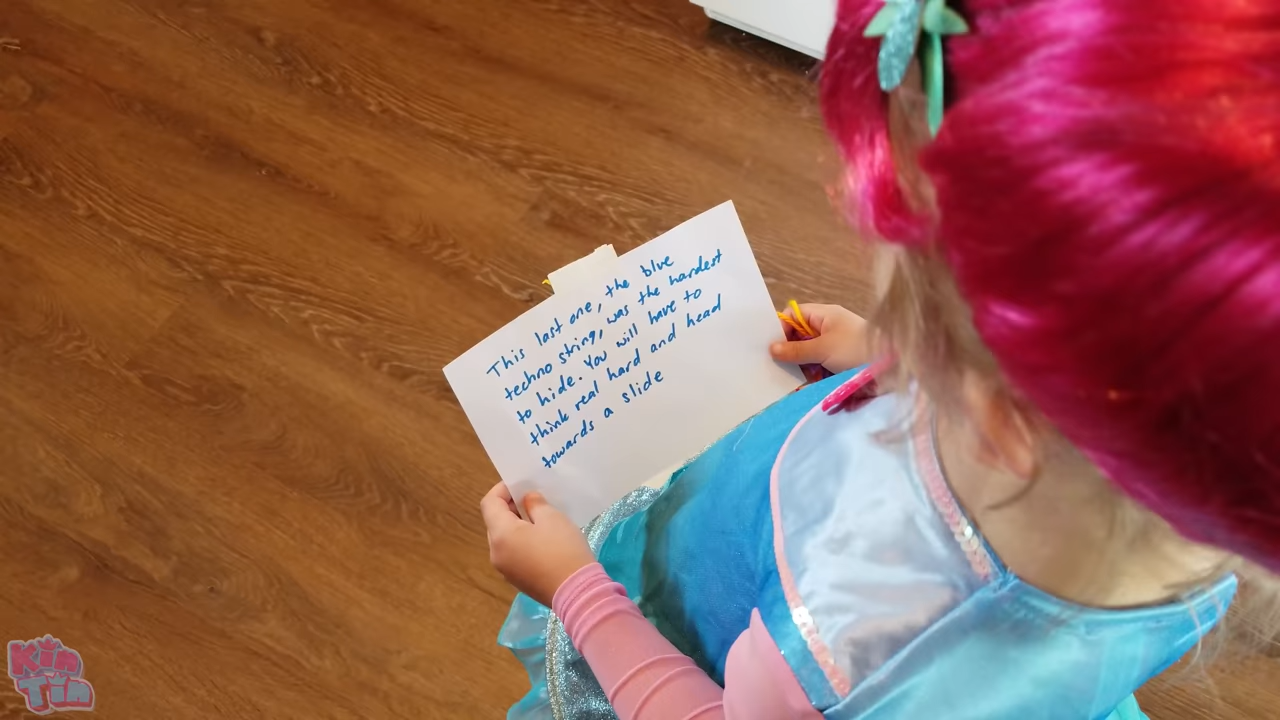 This last one, the blue
techno string, was the hardest
to hide. You will have to
think real hard and head
towards a slide
Kin
Tin